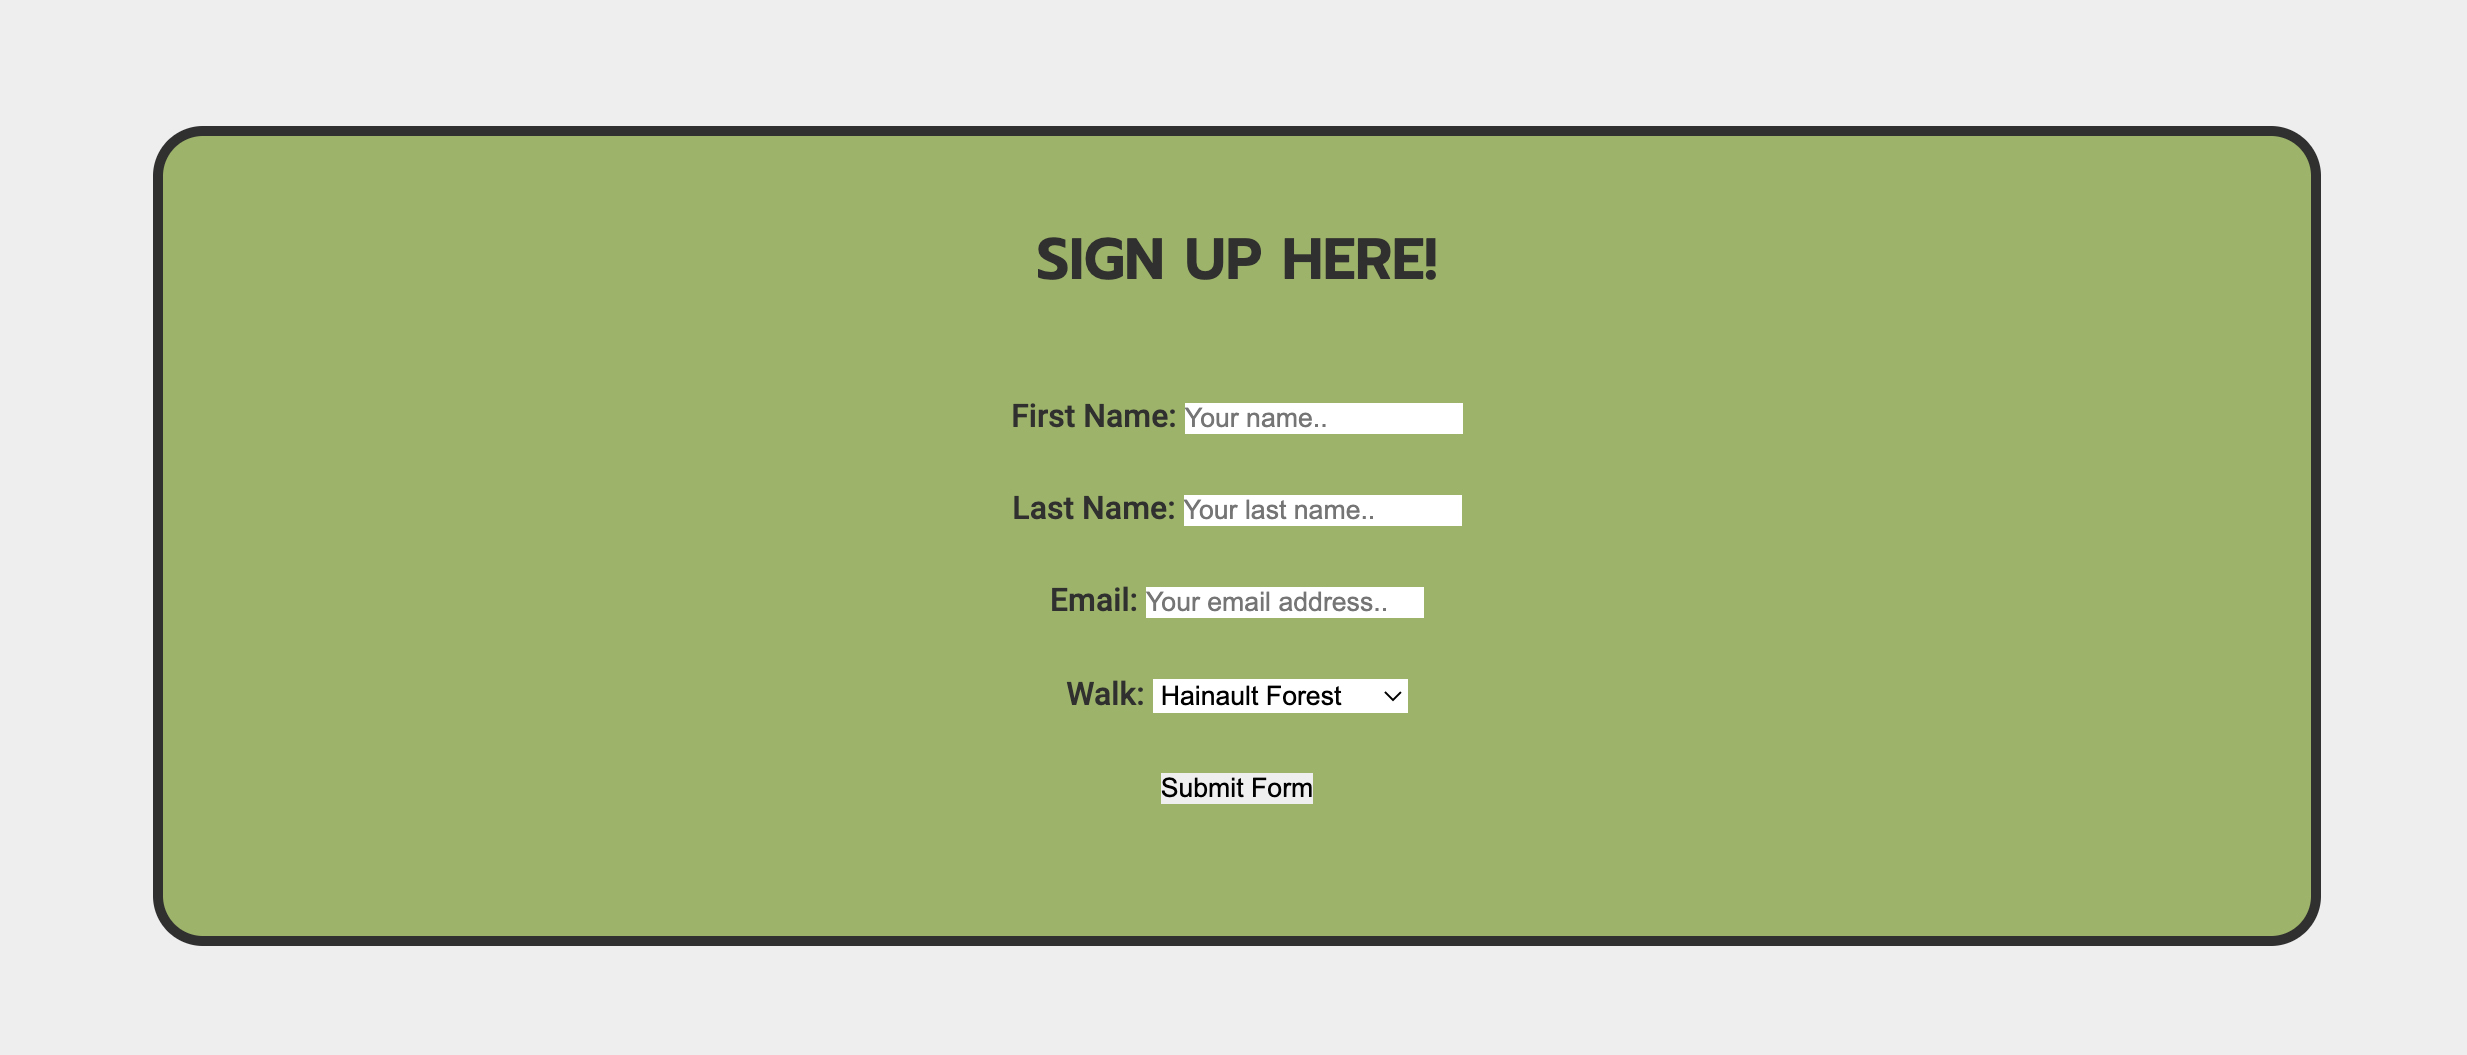 SIGN UP HERE!
First Name: Your name..
Last Name: Your last name..
Email: Your email address..
Walk: Hainault Forest
Submit Form